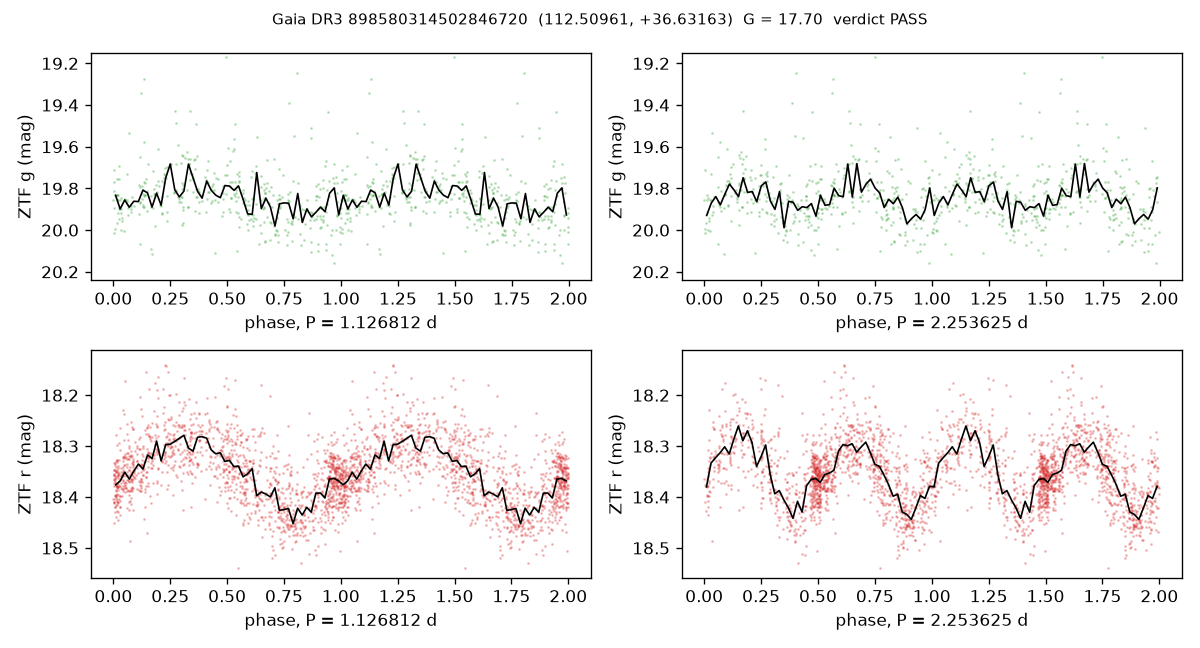 Gaia DR3 898580314502846720 (112.50961, +36.63163) G = 17.70 verdict PASS
ZTF g (mag)
19.2
19.4
19.6
19.8
20.0
20.2
0.00 0.25 0.50 0.75 1.00 1.25 1.50 1.75 2.00
phase, P = 1.126812 d
ZTF g (mag)
19.2
19.4
19.6
19.8
20.0
20.2
0.00 0.25 0.50 0.75 1.00 1.25 1.50 1.75 2.00
phase, P = 2.253625 d
ZTF r (mag)
18.2
18.3
18.4
18.5
0.00 0.25 0.50 0.75 1.00 1.25 1.50 1.75 2.00
phase, P = 1.126812 d
ZTF r (mag)
18.2
18.3
18.4
18.5
0.00 0.25 0.50 0.75 1.00 1.25 1.50 1.75 2.00
phase, P = 2.253625 d